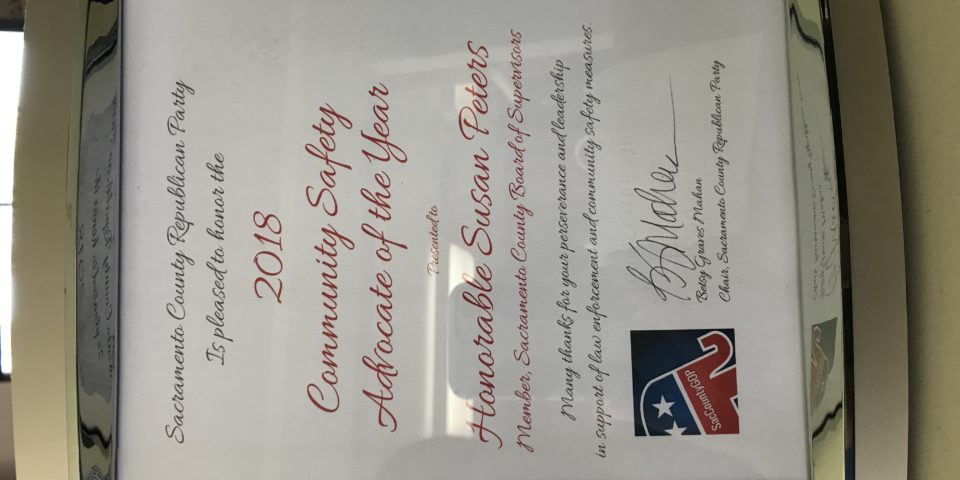 Sacramento County Republican Party
Is pleased to honor the
2018
Community Safety
Advocate of the Year
Presented to
Honorable Susan Peters
Member, Sacramento County Board of Supervisors
Many thanks for your perseverance and leadership
in support of law enforcement and community safety measures.
Betsy Graves Mahan
Chair, Sacramento County Republican Party
SacCountyGOP